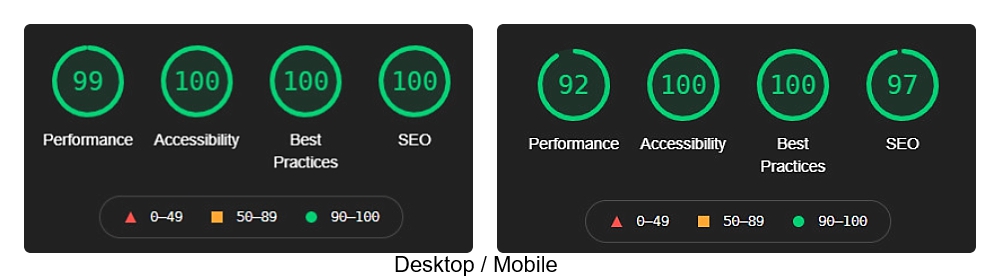 99 100 100 100
Performance Accessibility Best Practices SEO
0–49 50–89 90–100
92 100 100 97
Performance Accessibility Best Practices SEO
0–49 50–89 90–100
Desktop / Mobile